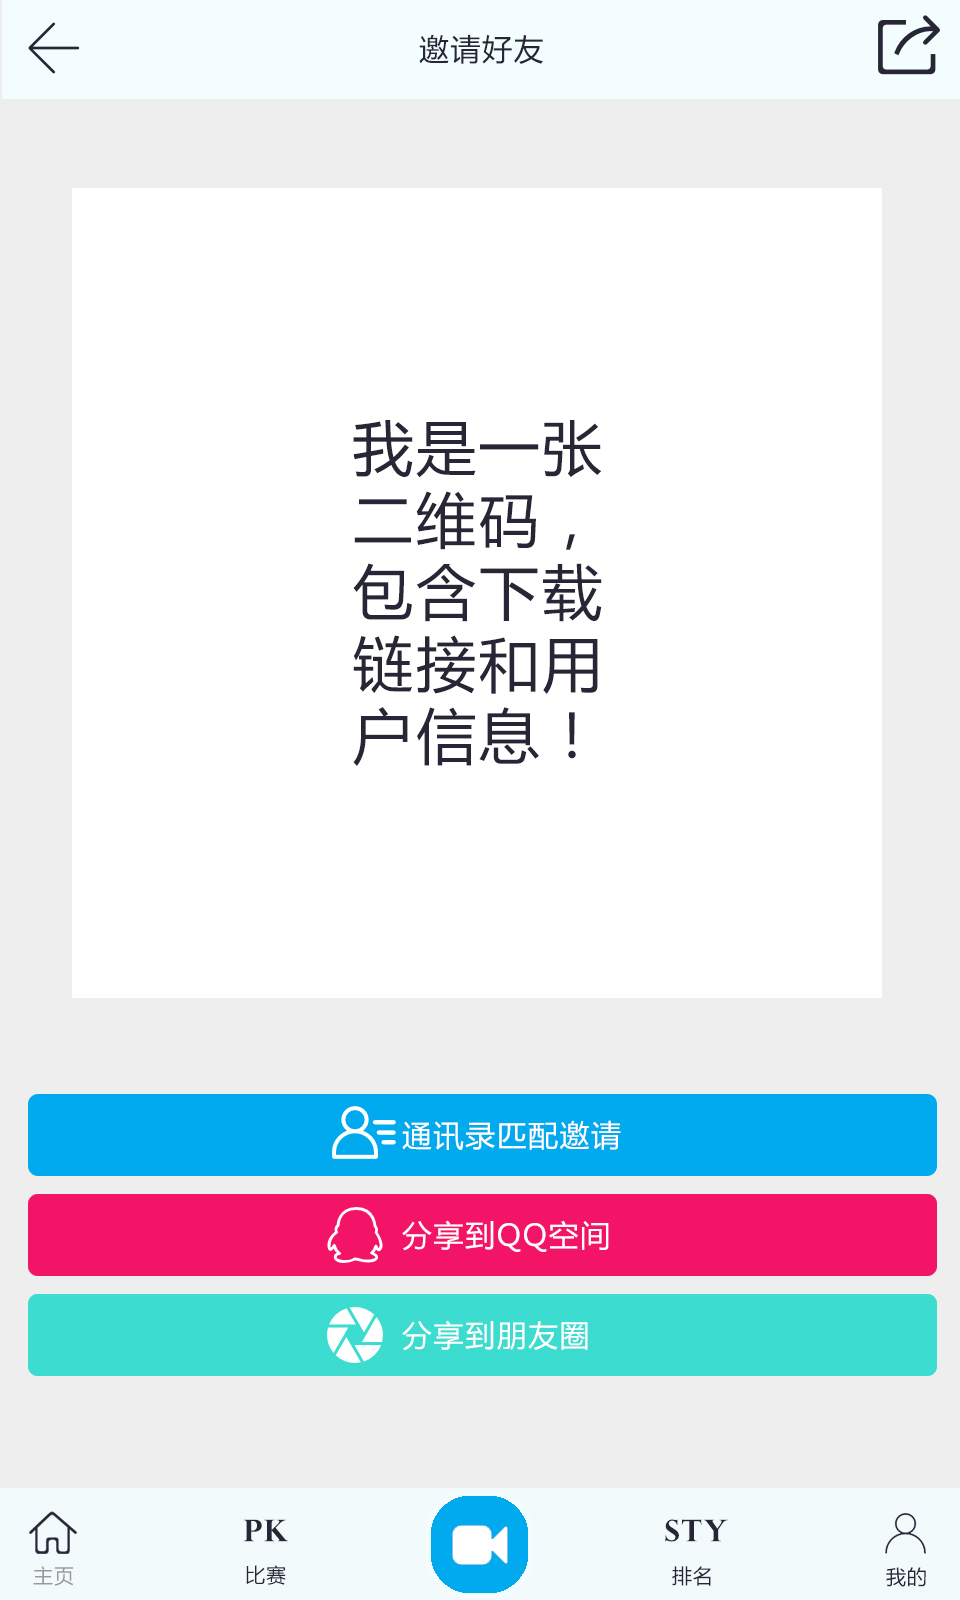 邀请好友
我是一张
二维码，
包含下载
链接和用
户信息！
通讯录匹配邀请
分享到QQ空间
分享到朋友圈
PK
STY
主页
比赛
排名
我的